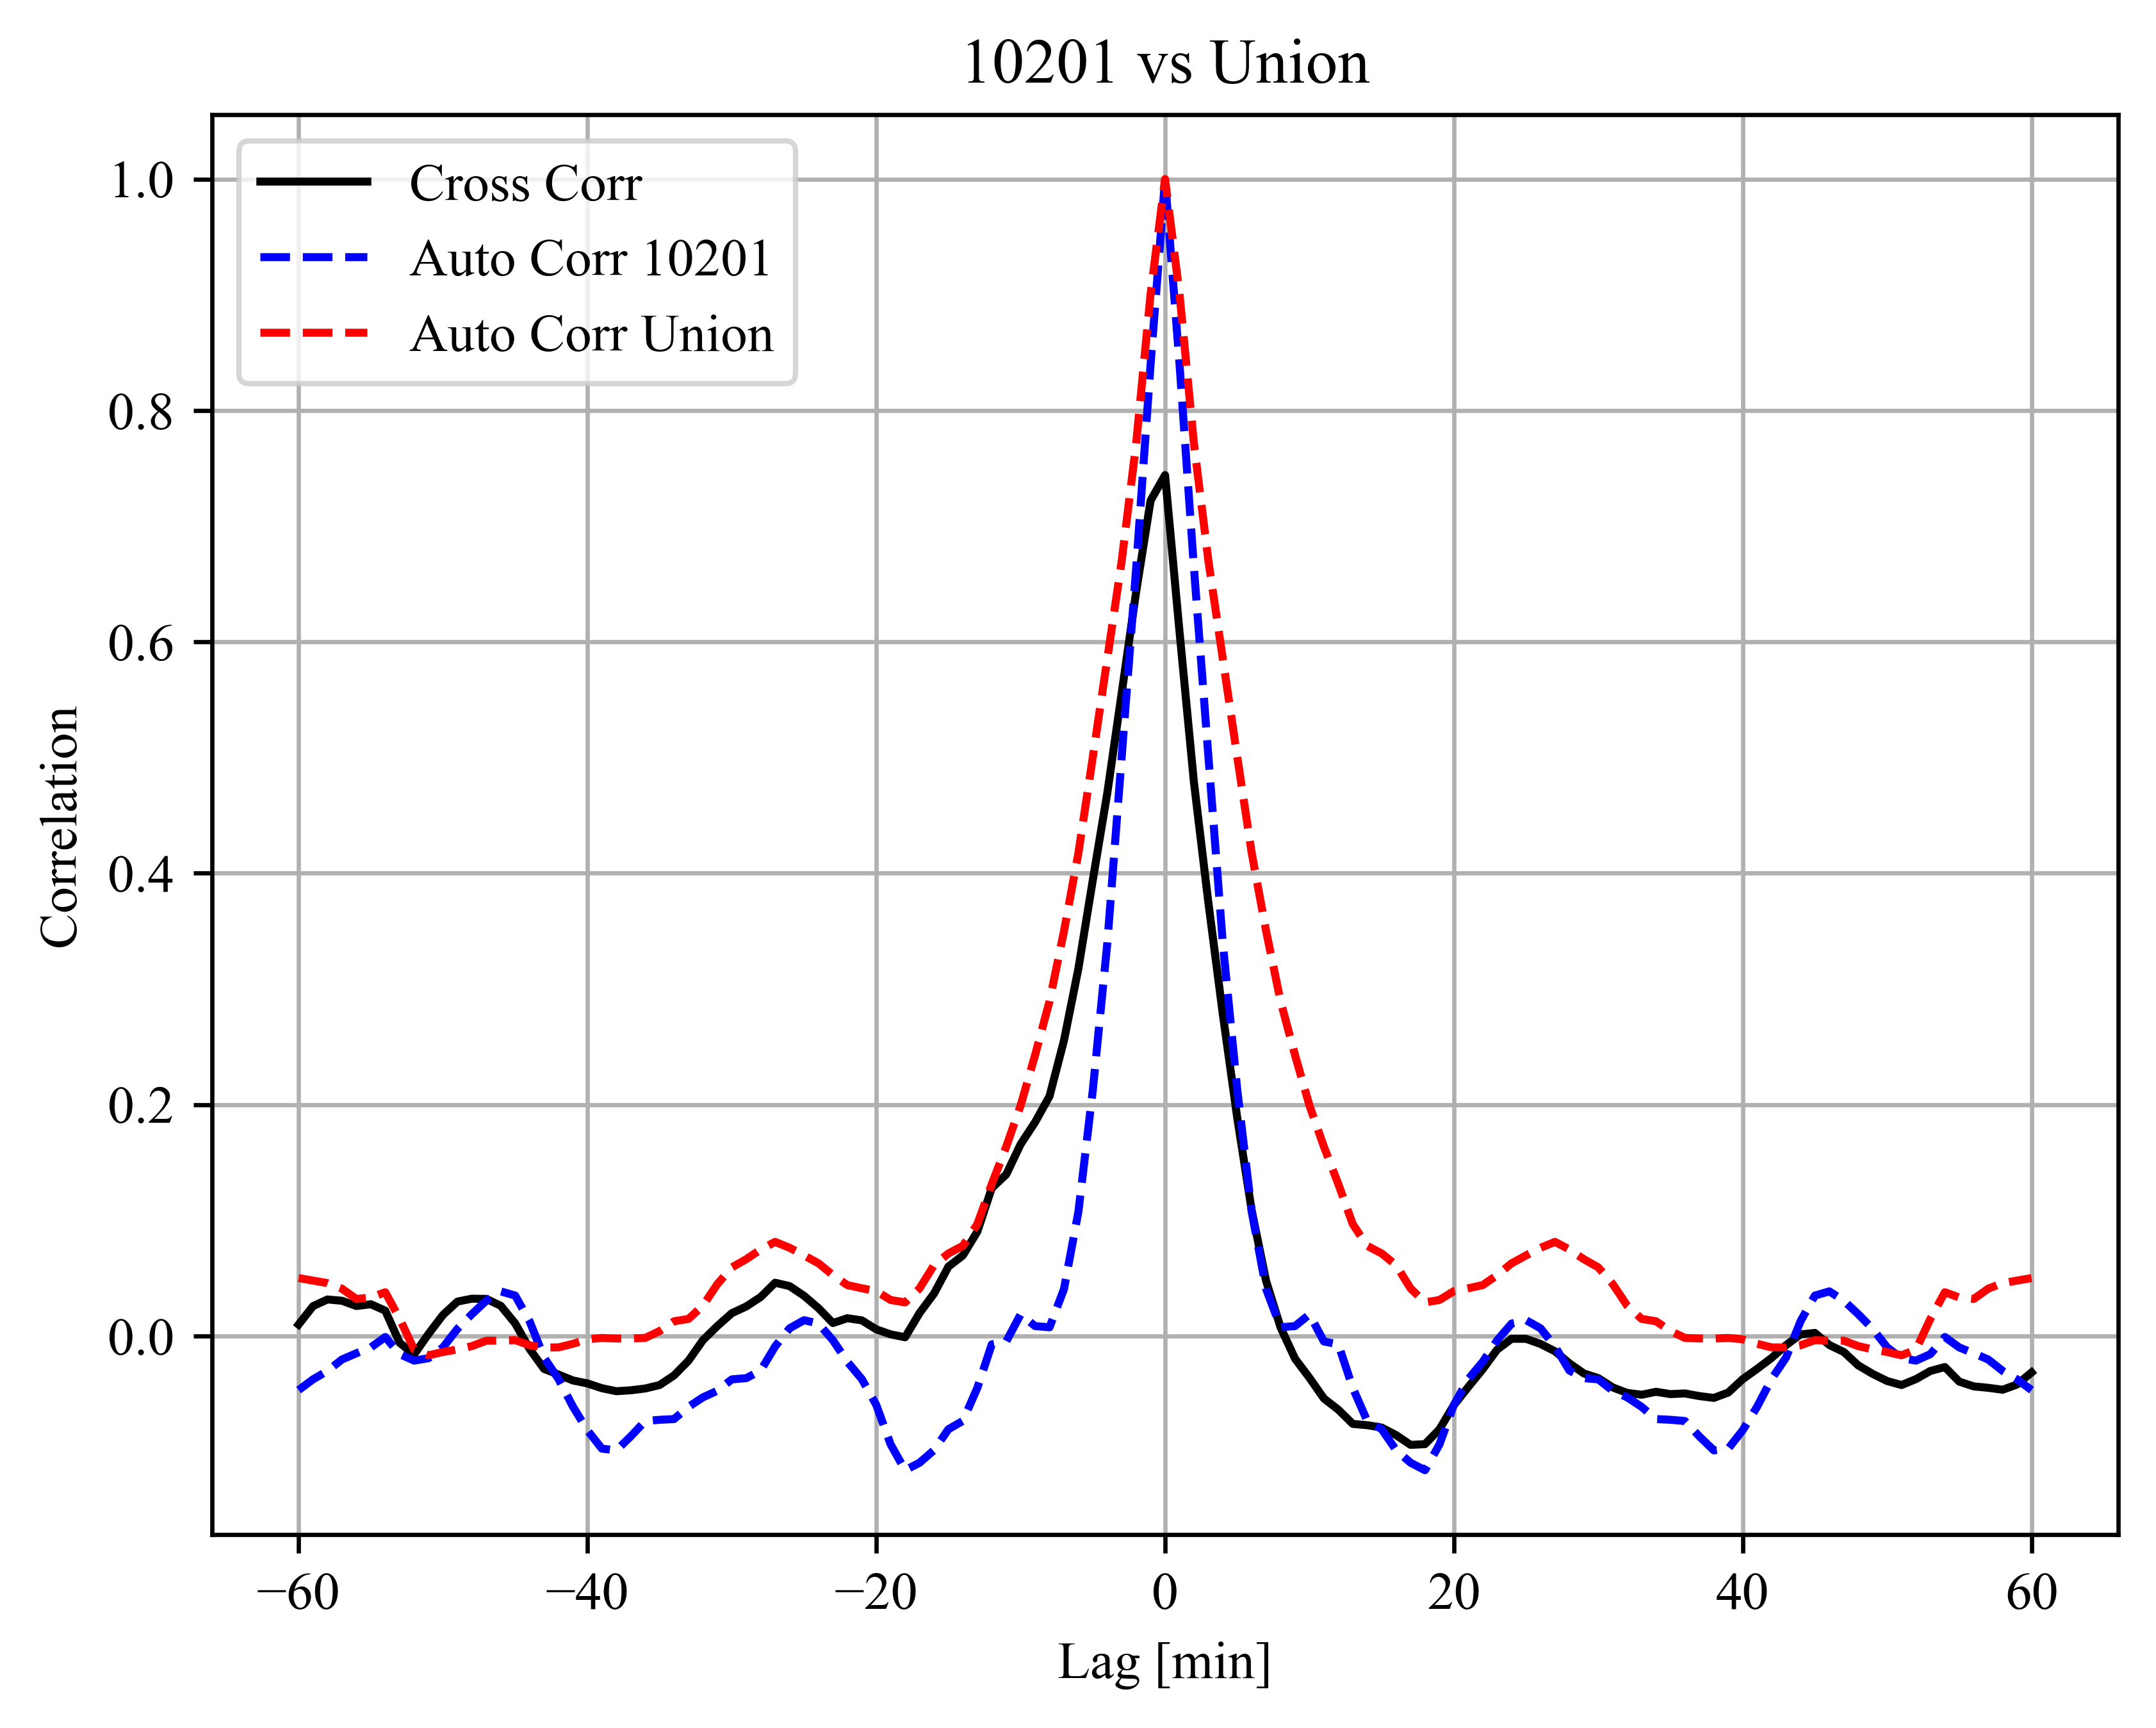 10201 vs Union
Cross Corr
Auto Corr 10201
Auto Corr Union
1.0
0.8
0.6
0.4
0.2
0.0
Correlation
−60 −40 −20 0 20 40 60
Lag [min]